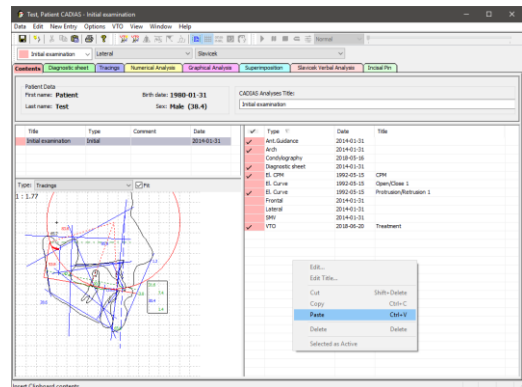 Test, Patient CADIAS - Initial examination
Data Edit New Entry Options VTO View Window Help
Normal
Initial examination Lateral Slavicek
Contents Diagnostic sheet Tracings Numerical Analysis Graphical Analysis Superimposition Slavicek Verbal Analysis Incisal Pin
Patient Data
First name: Patient Birth date: 1980-01-31
Last name: Test Sex: Male (38.4)
CADIAS Analyses Title:
Initial examination
Title Type Comment Date
Initial examination Initial 2014-01-31
Type Date Title
Ant.Guidance 2014-01-31
Arch 2014-01-31
Condylography 2018-05-16
Diagnostic sheet 2014-01-31
El. CPM 1992-05-15 CPM
El. Curve 1992-05-15 Open/Close 1
El. Curve 1992-05-15 Protrusion/Retrusion 1
Frontal 2014-01-31
Lateral 2014-01-31
SMV 2014-01-31
VTO 2018-06-20 Treatment
Type: Tracings Fit
1 : 1.77
Edit...
Edit Title...
Cut Shift+Delete
Copy Ctrl+C
Paste Ctrl+V
Delete Delete
Selected as Active
Insert Clipboard contents